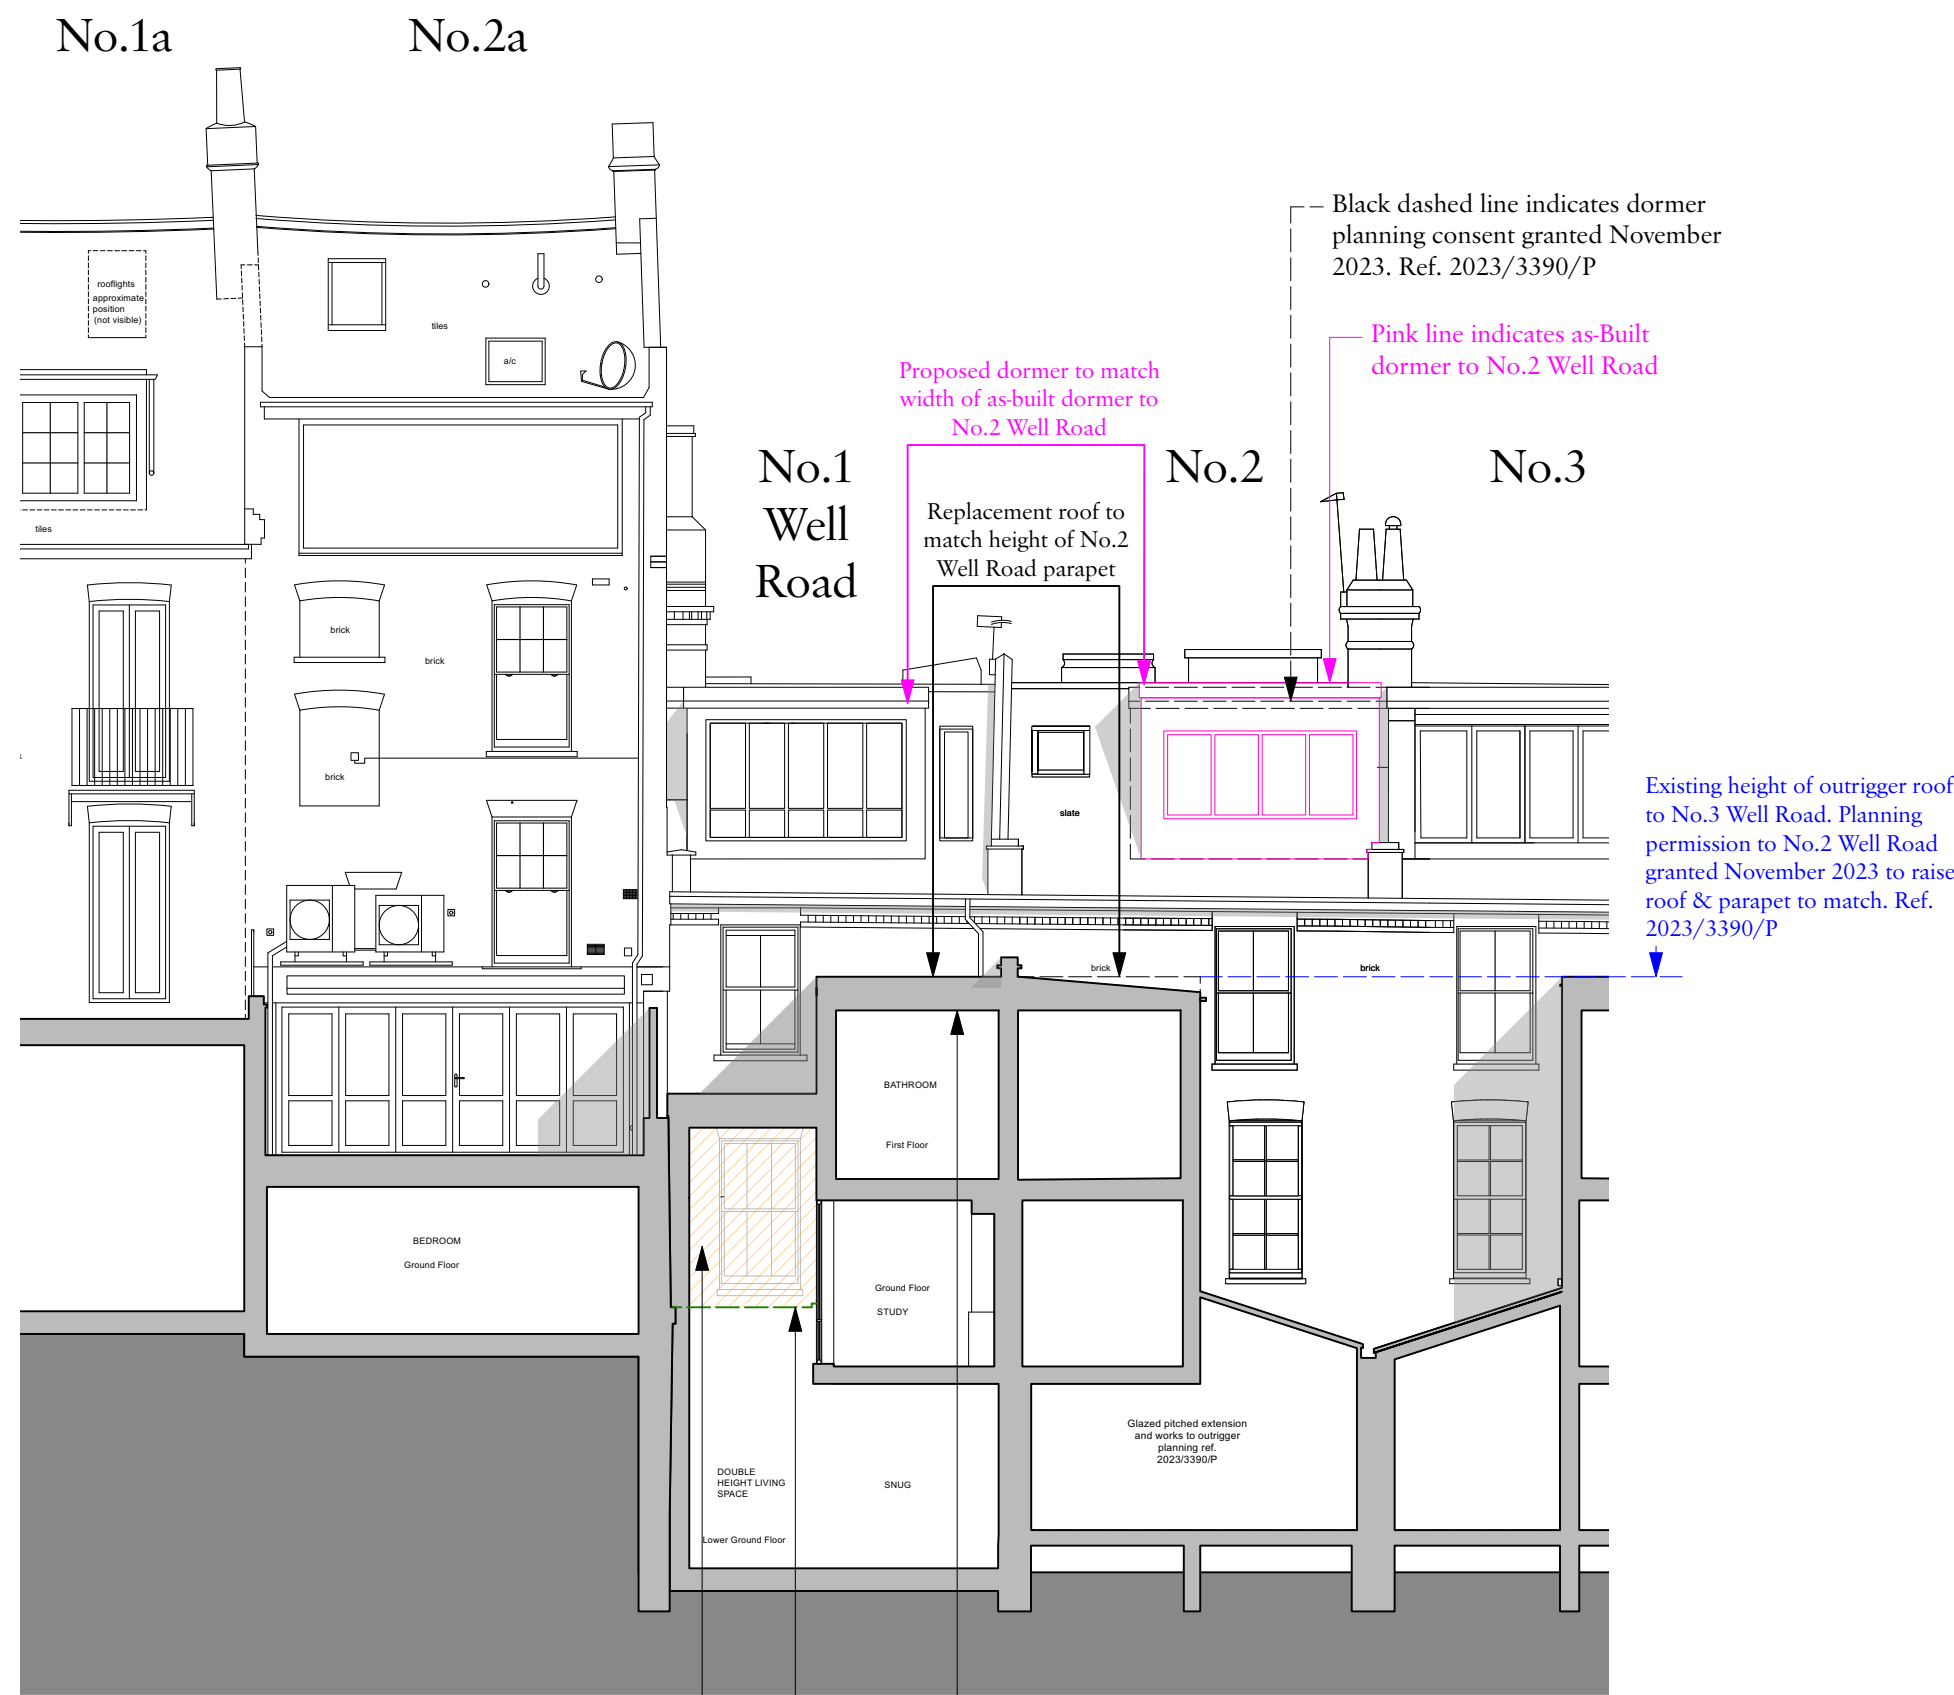 No.1a
No.2a
Black dashed line indicates dormer
planning consent granted November
2023. Ref. 2023/3390/P
rooflights
approximate
position
(not visible)
tiles
a/c
Pink line indicates as-Built
dormer to No.2 Well Road
Proposed dormer to match
width of as-built dormer to
No.2 Well Road
No.1
Well
Road
No.2
No.3
tiles
Replacement roof to
match height of No.2
Well Road parapet
brick
brick
brick
slate
Existing height of outrigger roof
to No.3 Well Road. Planning
permission to No.2 Well Road
granted November 2023 to raise
roof & parapet to match. Ref.
2023/3390/P
brick
brick
BATHROOM
First Floor
BEDROOM
Ground Floor
Ground Floor
STUDY
Glazed pitched extension
and works to outrigger
planning ref.
2023/3390/P
DOUBLE
HEIGHT LIVING
SPACE
SNUG
Lower Ground Floor